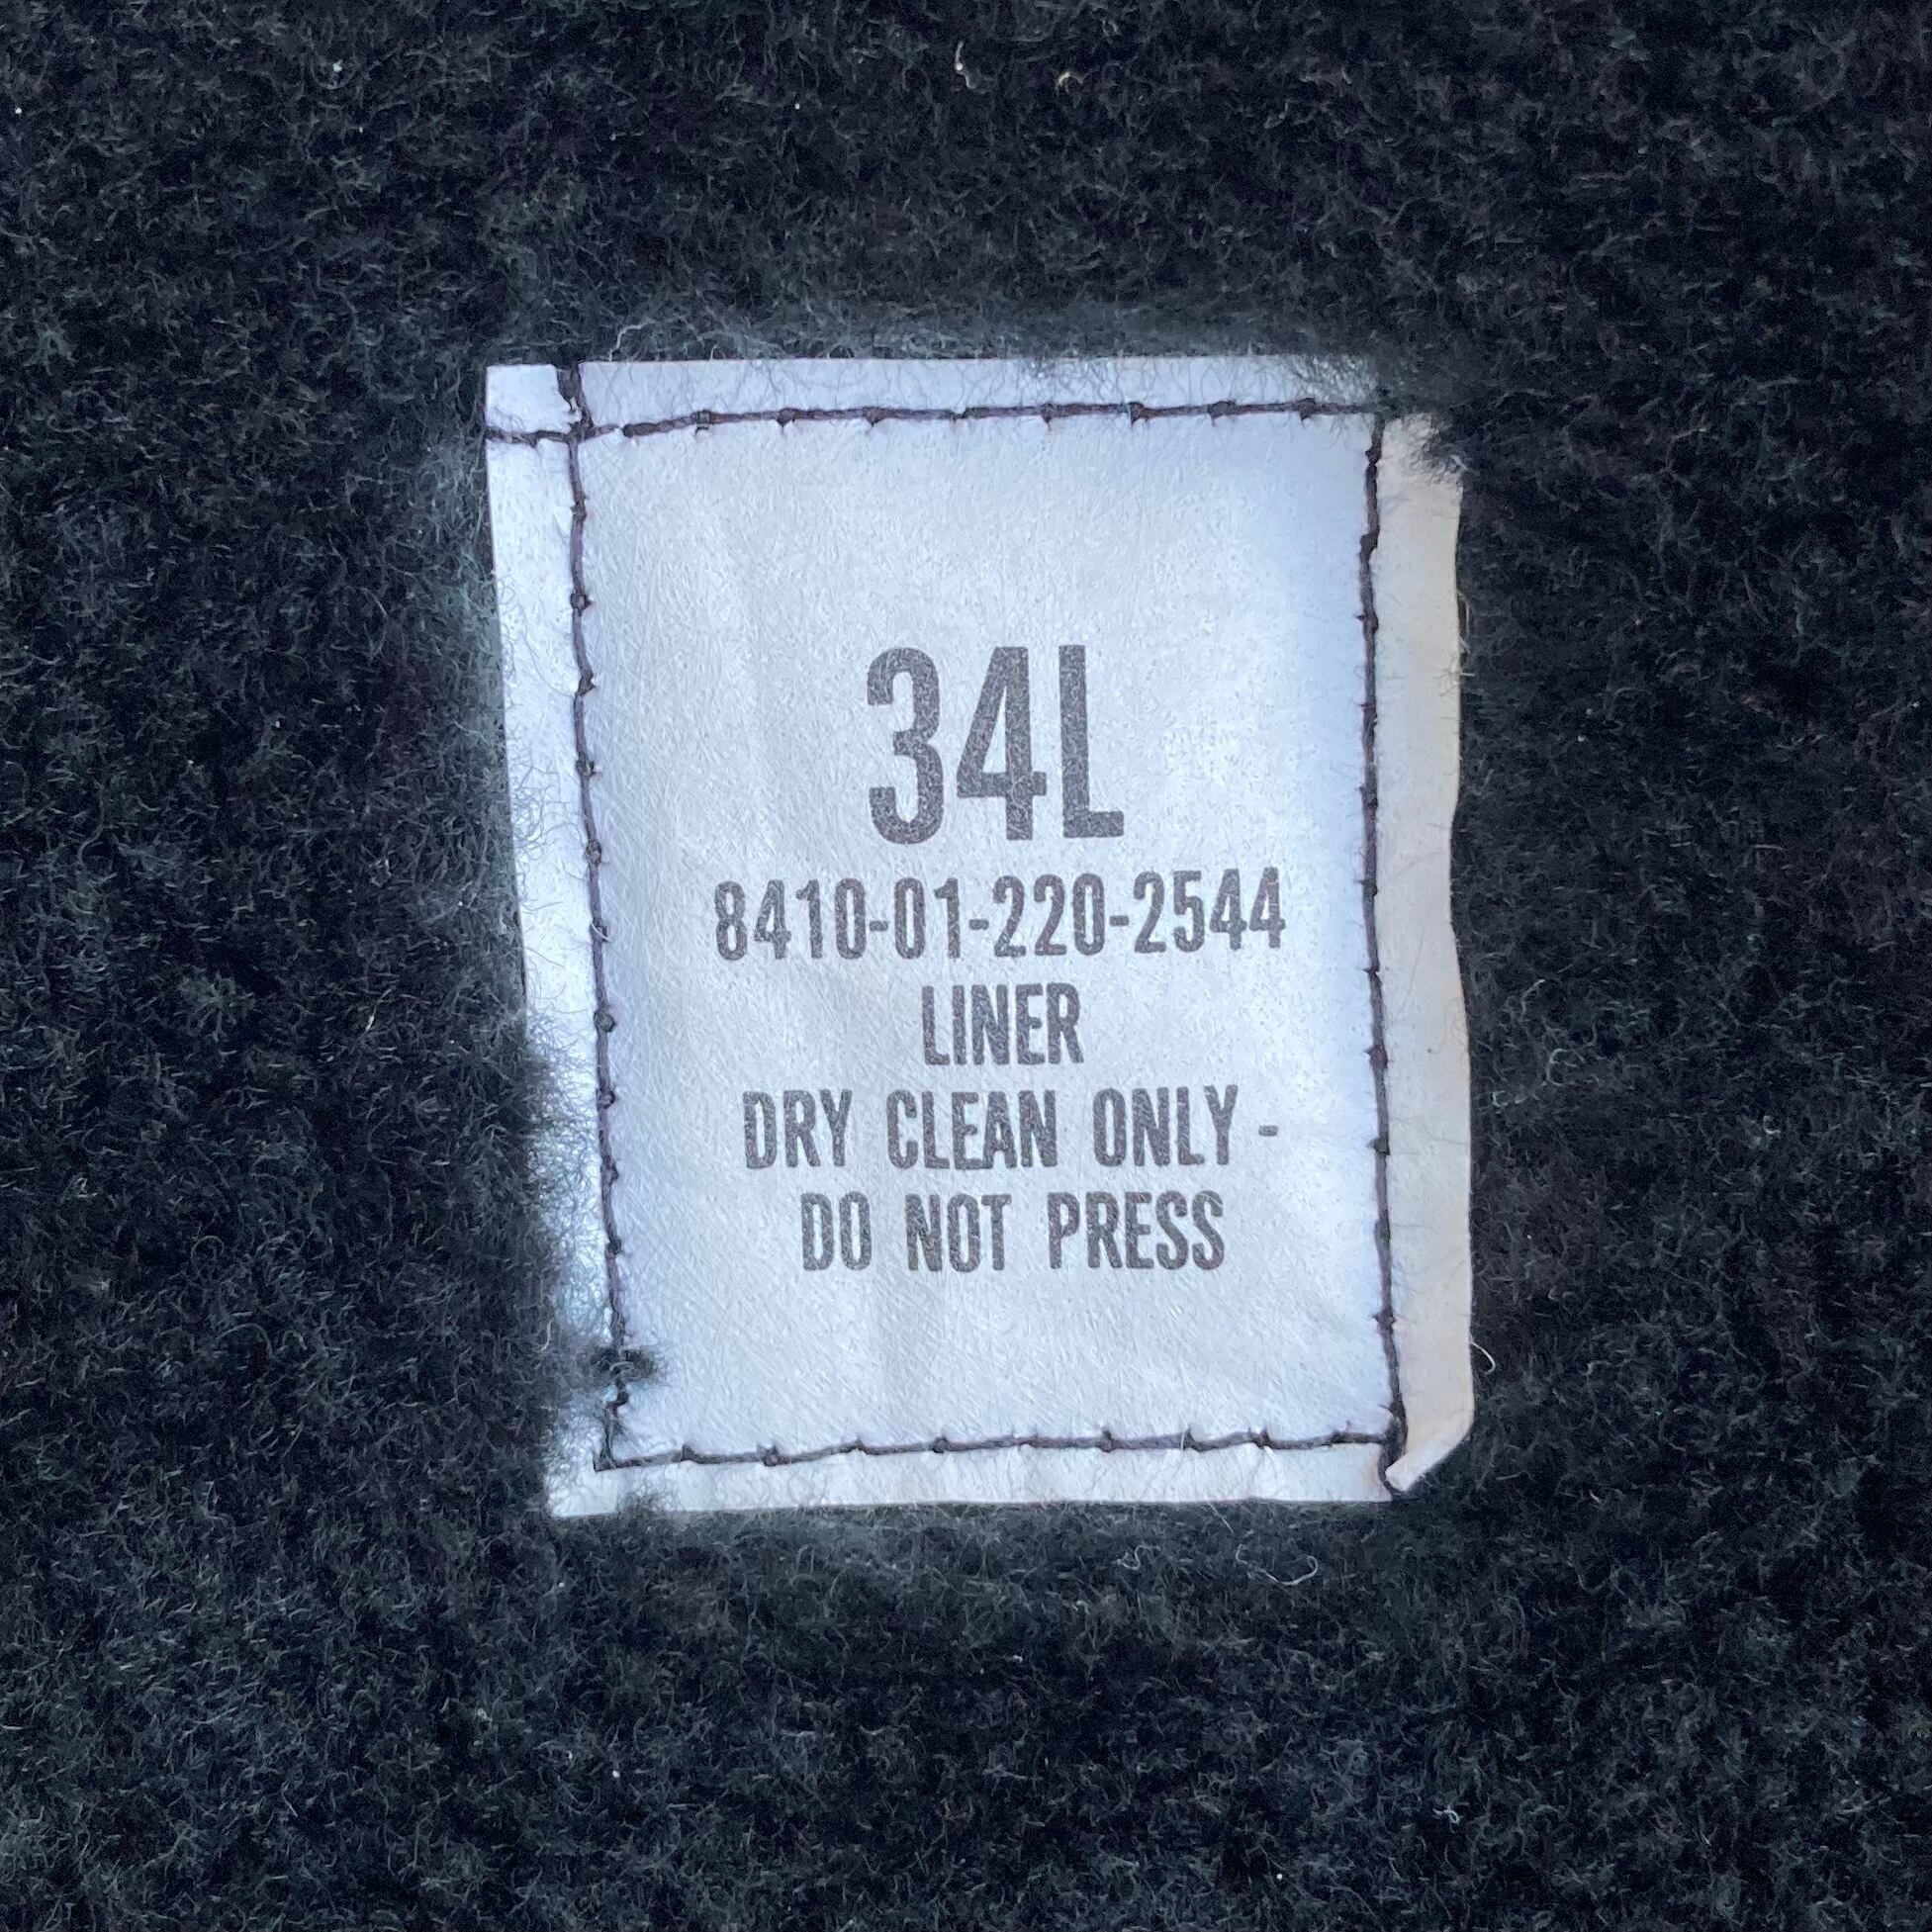 34L
8410-01-220-2544
LINER
DRY CLEAN ONLY -
DO NOT PRESS